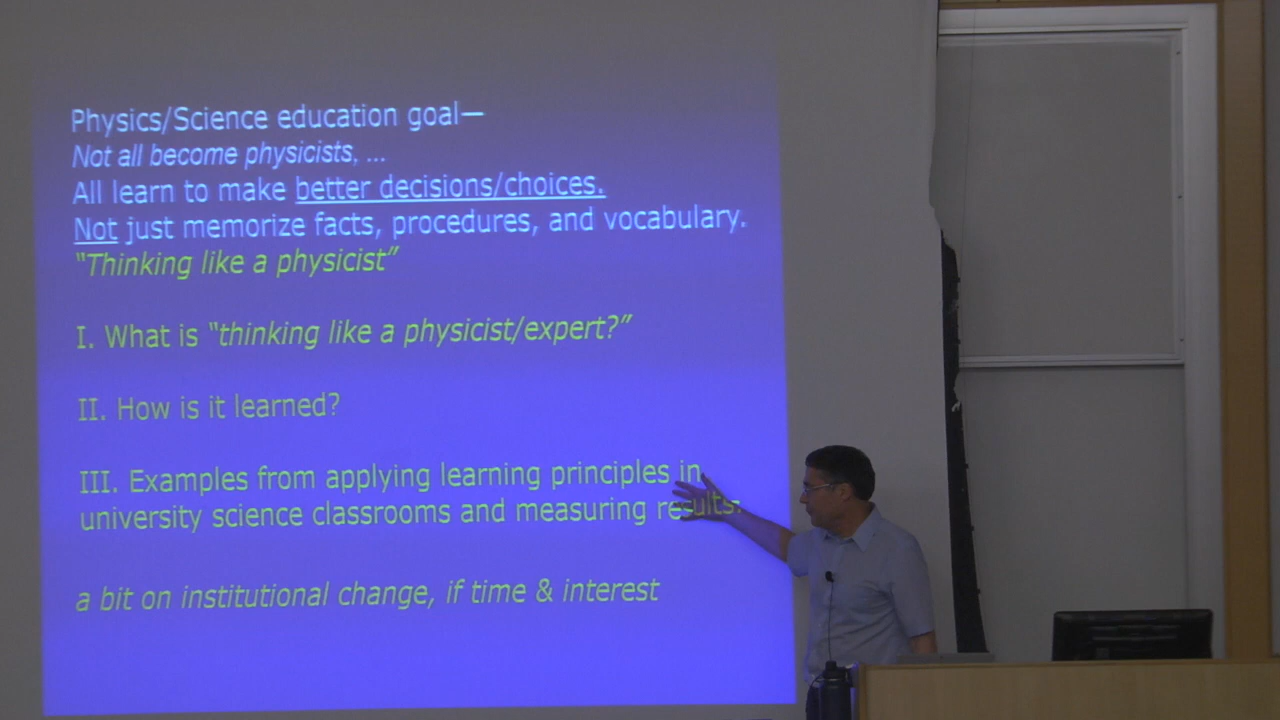 Physics/Science education goal—
Not all become physicists, ...
All learn to make better decisions/choices.
Not just memorize facts, procedures, and vocabulary.
“Thinking like a physicist”
I. What is “thinking like a physicist/expert?”
II. How is it learned?
III. Examples from applying learning principles in
university science classrooms and measuring results.
a bit on institutional change, if time & interest